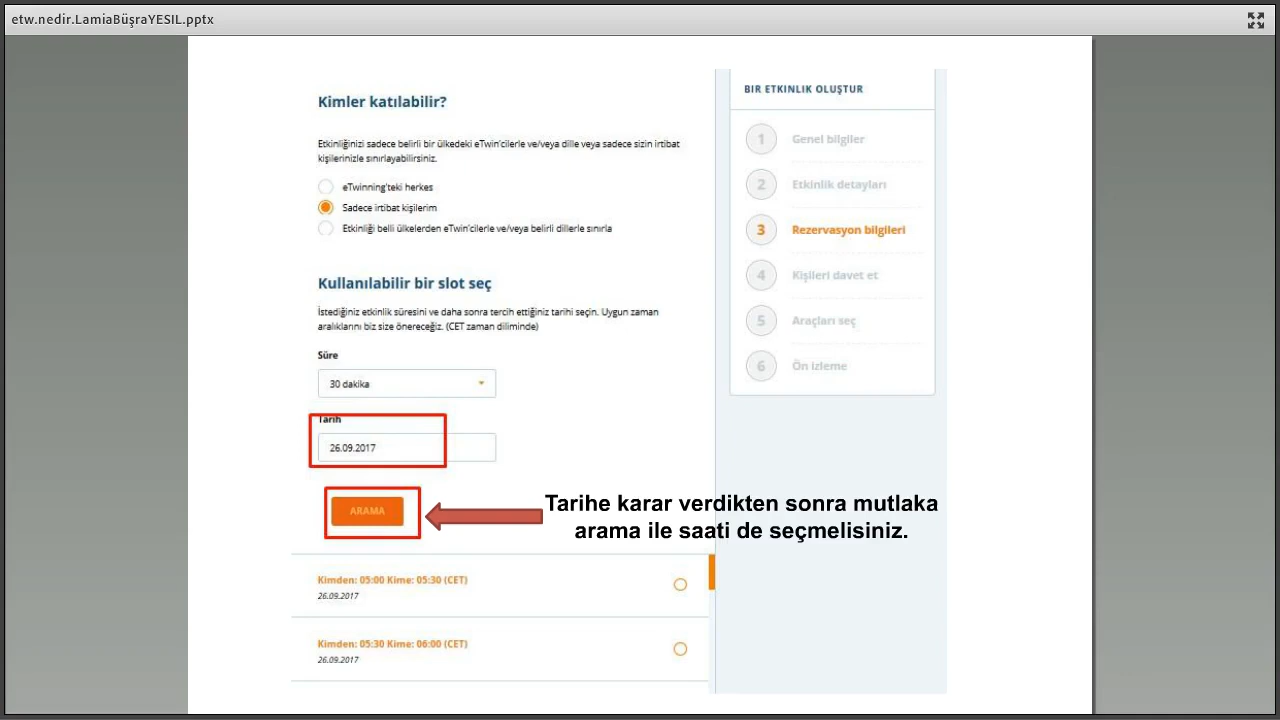 etw.nedir.LamiaBüşraYESIL.pptx
Kimler katılabilir?
Etkinliğinizi sadece belirli bir ülkedeki eTwin'cilerle ve/veya dille veya sadece sizin irtibat
kişilerinizle sınırlayabilirsiniz.
eTwinning'teki herkes
Sadece irtibat kişilerim
Etkinliği belli ülkelerden eTwin'cilerle ve/veya belirli dillerle sınırla
Kullanılabilir bir slot seç
İstediğiniz etkinlik süresini ve daha sonra tercih ettiğiniz tarihi seçin. Uygun zaman
aralıklarını biz size önereceğiz. (CET zaman diliminde)
Süre
30 dakika
Tarih
26.09.2017
ARAMA
Tarihe karar verdikten sonra mutlaka
arama ile saati de seçmelisiniz.
Kimden: 05:00 Kime: 05:30 (CET)
26.09.2017
Kimden: 05:30 Kime: 06:00 (CET)
26.09.2017
BIR ETKINLIK OLUŞTUR
1 Genel bilgiler
2 Etkinlik detayları
3 Rezervasyon bilgileri
4 Kişileri davet et
5 Araçları seç
6 Ön izleme